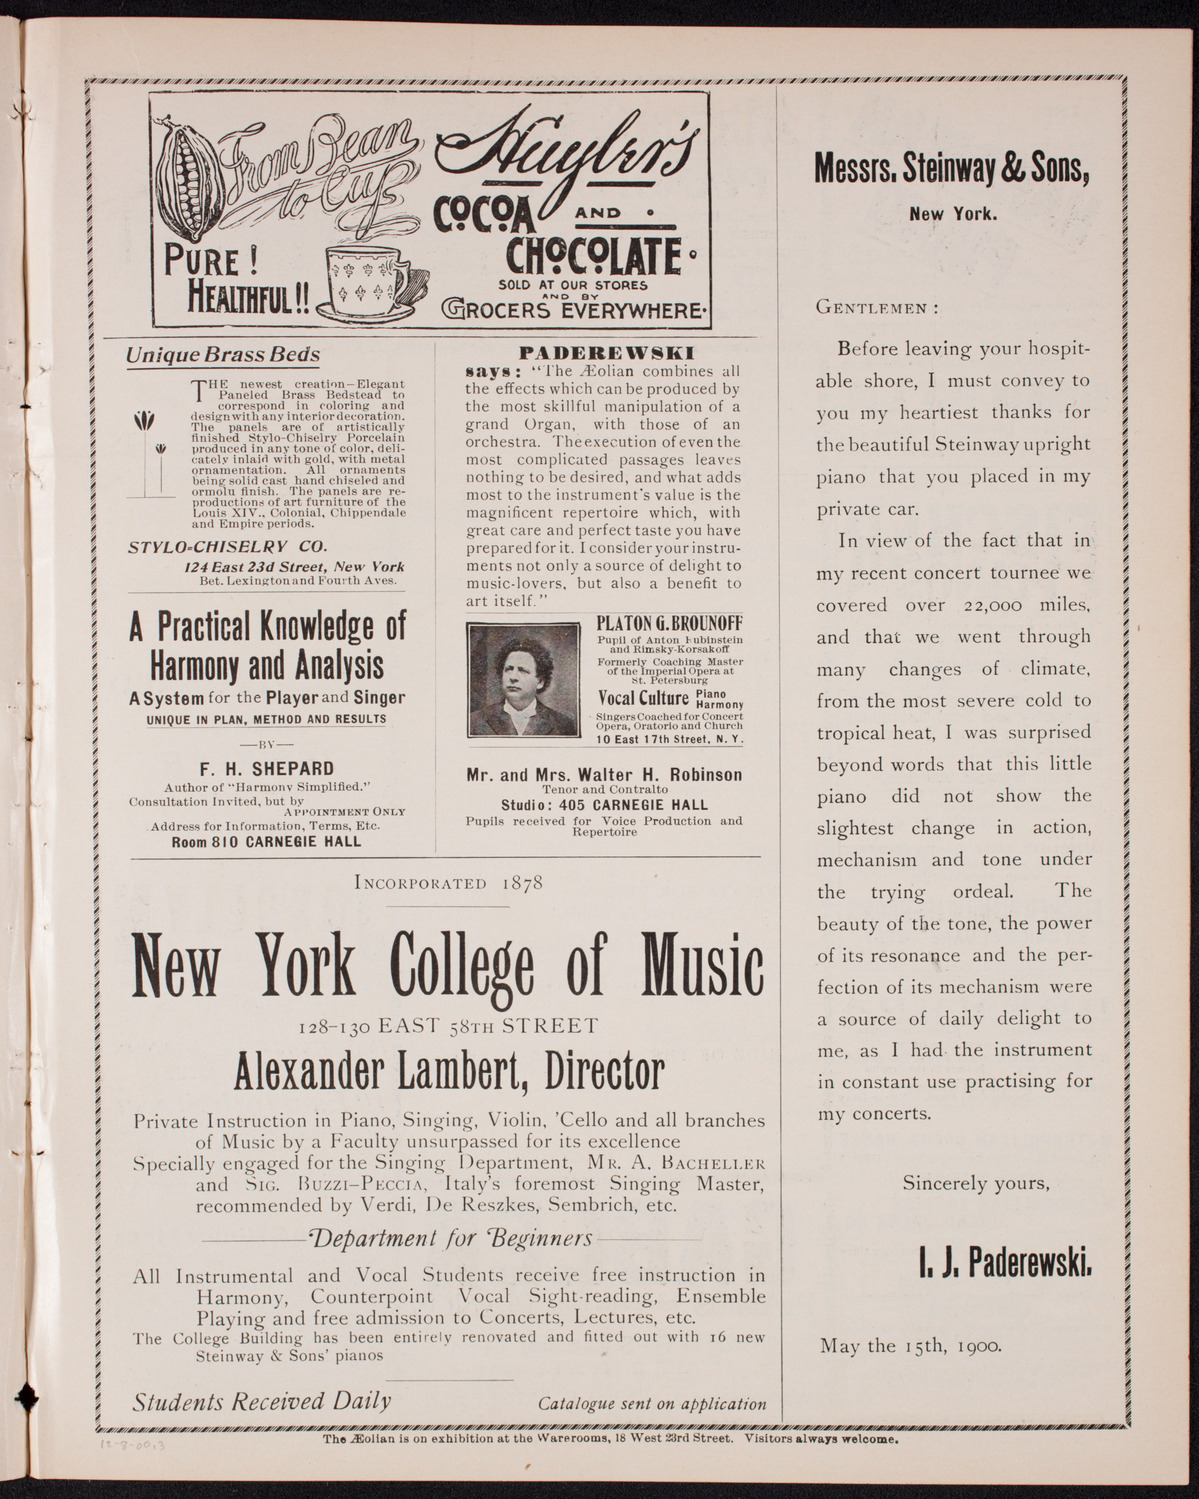 From Bean
to Cup
PURE!
HEALTHFUL!!
Huyler's
COCOA AND
CHOCOLATE
SOLD AT OUR STORES
AND BY
GROCERS EVERYWHERE.
Unique Brass Beds
THE newest creation—Elegant
Paneled Brass Bedstead to
correspond in coloring and
design with any interior decoration.
The panels are of artistically
finished Stylo-Chiselry Porcelain
produced in any tone of color, deli-
cately inlaid with gold, with metal
ornamentation. All ornaments
being solid cast hand chiseled and
ormolu finish. The panels are re-
productions of art furniture of the
Louis XIV., Colonial, Chippendale
and Empire periods.
STYLO-CHISELRY CO.
124 East 23d Street, New York
Bet. Lexington and Fourth Aves.
A Practical Knowledge of
Harmony and Analysis
A System for the Player and Singer
UNIQUE IN PLAN, METHOD AND RESULTS
—BY—
F. H. SHEPARD
Author of "Harmony Simplified."
Consultation Invited, but by
APPOINTMENT ONLY
Address for Information, Terms, Etc.
Room 810 CARNEGIE HALL
PADEREWSKI
says: "The Æolian combines all
the effects which can be produced by
the most skillful manipulation of a
grand Organ, with those of an
orchestra. The execution of even the
most complicated passages leaves
nothing to be desired, and what adds
most to the instrument's value is the
magnificent repertoire which, with
great care and perfect taste you have
prepared for it. I consider your instru-
ments not only a source of delight to
music-lovers, but also a benefit to
art itself."
PLATON G. BROUNOFF
Pupil of Anton Rubinstein
and Rimsky-Korsakoff
Formerly Coaching Master
of the Imperial Opera at
St. Petersburg
Vocal Culture Piano
Harmony
Singers Coached for Concert
Opera, Oratorio and Church
10 East 17th Street, N. Y.
Mr. and Mrs. Walter H. Robinson
Tenor and Contralto
Studio: 405 CARNEGIE HALL
Pupils received for Voice Production and
Repertoire
INCORPORATED 1878
New York College of Music
128-130 EAST 58TH STREET
Alexander Lambert, Director
Private Instruction in Piano, Singing, Violin, 'Cello and all branches
of Music by a Faculty unsurpassed for its excellence
Specially engaged for the Singing Department, MR. A. BACHELLER
and SIG. BUZZI-PECCIA, Italy's foremost Singing Master,
recommended by Verdi, De Reszkes, Sembrich, etc.
Department for Beginners
All Instrumental and Vocal Students receive free instruction in
Harmony, Counterpoint Vocal Sight-reading, Ensemble
Playing and free admission to Concerts, Lectures, etc.
The College Building has been entirely renovated and fitted out with 16 new
Steinway & Sons' pianos
Students Received Daily Catalogue sent on application
Messrs. Steinway & Sons,
New York.
GENTLEMEN:
Before leaving your hospit-
able shore, I must convey to
you my heartiest thanks for
the beautiful Steinway upright
piano that you placed in my
private car.
In view of the fact that in
my recent concert tournee we
covered over 22,000 miles,
and that we went through
many changes of climate,
from the most severe cold to
tropical heat, I was surprised
beyond words that this little
piano did not show the
slightest change in action,
mechanism and tone under
the trying ordeal. The
beauty of the tone, the power
of its resonance and the per-
fection of its mechanism were
a source of daily delight to
me, as I had the instrument
in constant use practising for
my concerts.
Sincerely yours,
I. J. Paderewski.
May the 15th, 1900.
The Æolian is on exhibition at the Warerooms, 18 West 23rd Street. Visitors always welcome.
12-8-00.3